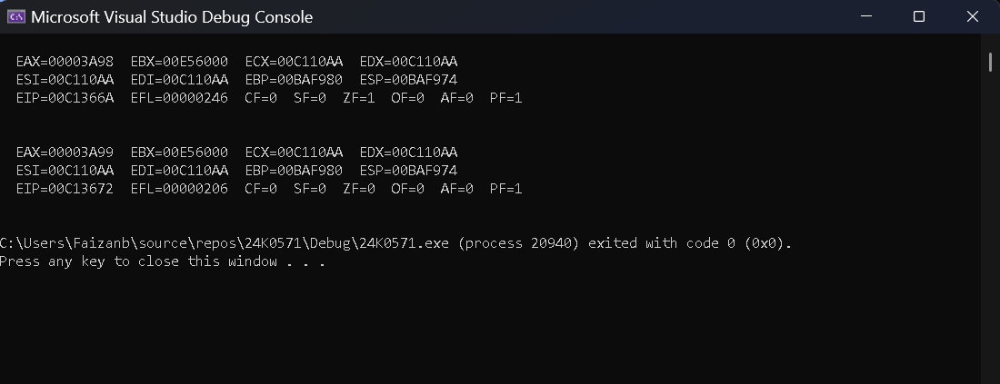 Microsoft Visual Studio Debug Console
EAX=00003A98 EBX=00E56000 ECX=00C110AA EDX=00C110AA
ESI=00C110AA EDI=00C110AA EBP=00BAF980 ESP=00BAF974
EIP=00C1366A EFL=00000246 CF=0 SF=0 ZF=1 OF=0 AF=0 PF=1
EAX=00003A99 EBX=00E56000 ECX=00C110AA EDX=00C110AA
ESI=00C110AA EDI=00C110AA EBP=00BAF980 ESP=00BAF974
EIP=00C13672 EFL=00000206 CF=0 SF=0 ZF=0 OF=0 AF=0 PF=1
C:\Users\Faizanb\source\repos\24K0571\Debug\24K0571.exe (process 20940) exited with code 0 (0x0).
Press any key to close this window . . .